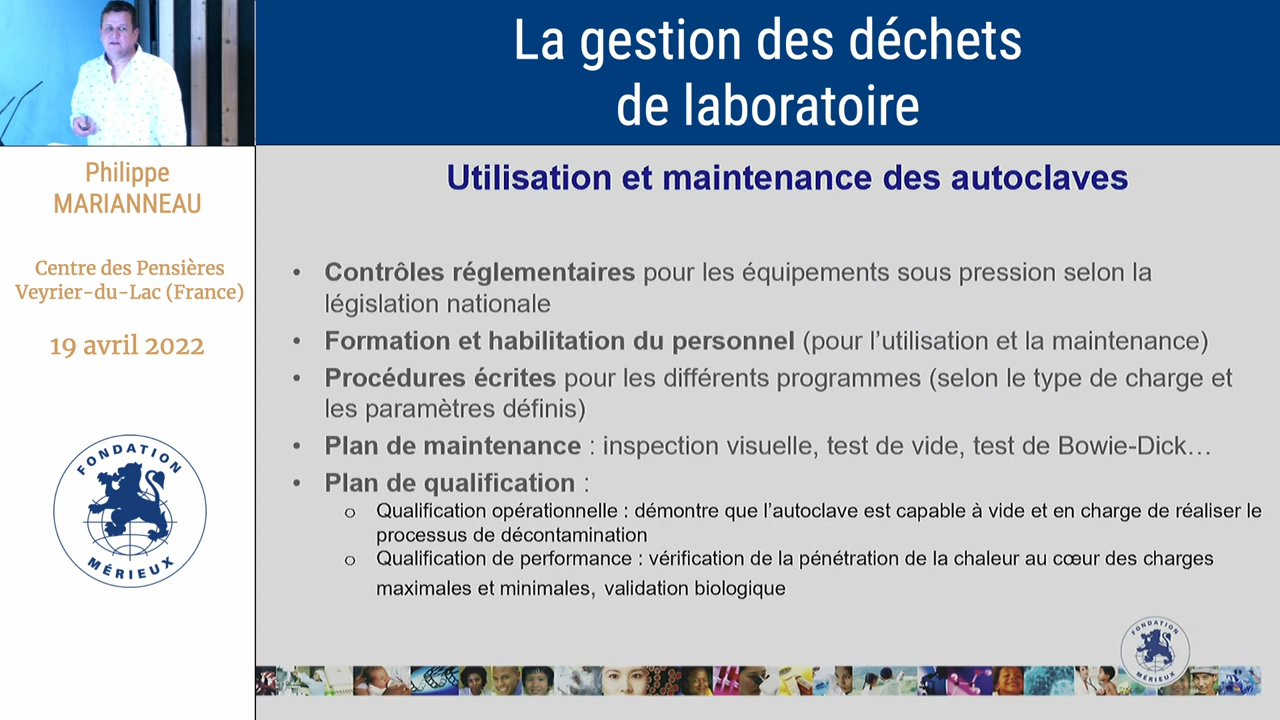 La gestion des déchets
de laboratoire
Philippe
MARIANNEAU
Centre des Pensières
Veyrier-du-Lac (France)
19 avril 2022
FONDATION
MÉRIEUX
Utilisation et maintenance des autoclaves
• Contrôles réglementaires pour les équipements sous pression selon la
législation nationale
• Formation et habilitation du personnel (pour l'utilisation et la maintenance)
• Procédures écrites pour les différents programmes (selon le type de charge et
les paramètres définis)
• Plan de maintenance : inspection visuelle, test de vide, test de Bowie-Dick…
• Plan de qualification :
o Qualification opérationnelle : démontre que l'autoclave est capable à vide et en charge de réaliser le
processus de décontamination
o Qualification de performance : vérification de la pénétration de la chaleur au cœur des charges
maximales et minimales, validation biologique
FONDATION
MÉRIEUX